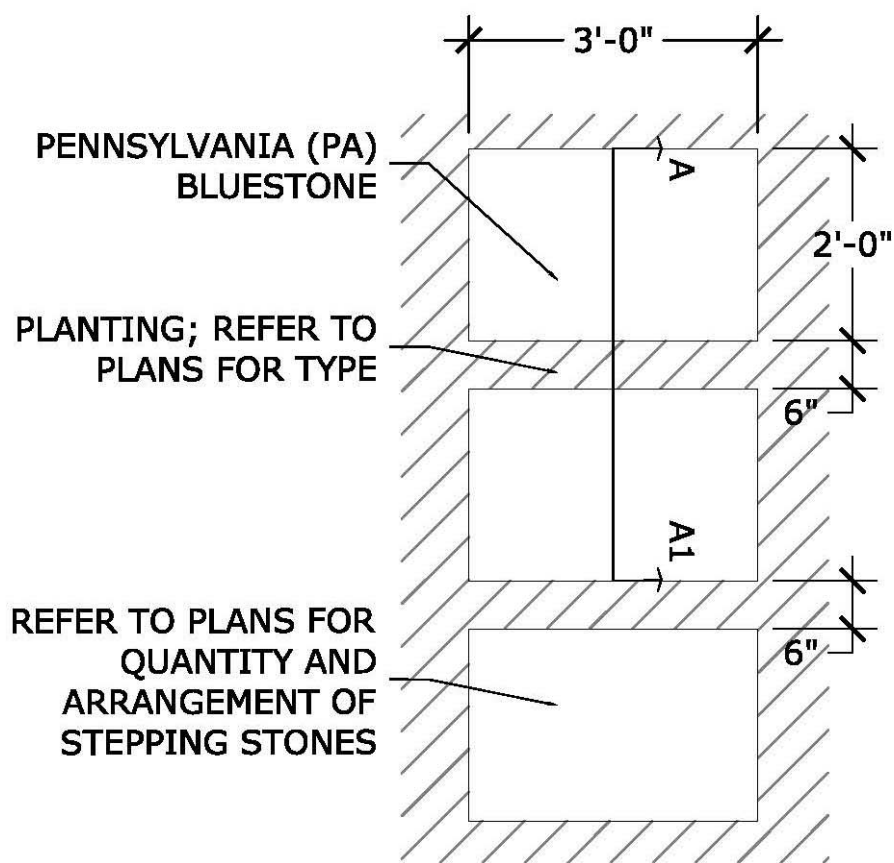 3'-0"
PENNSYLVANIA (PA)
BLUESTONE
A
2'-0"
PLANTING; REFER TO
PLANS FOR TYPE
6"
A1
REFER TO PLANS FOR
QUANTITY AND
ARRANGEMENT OF
STEPPING STONES
6"